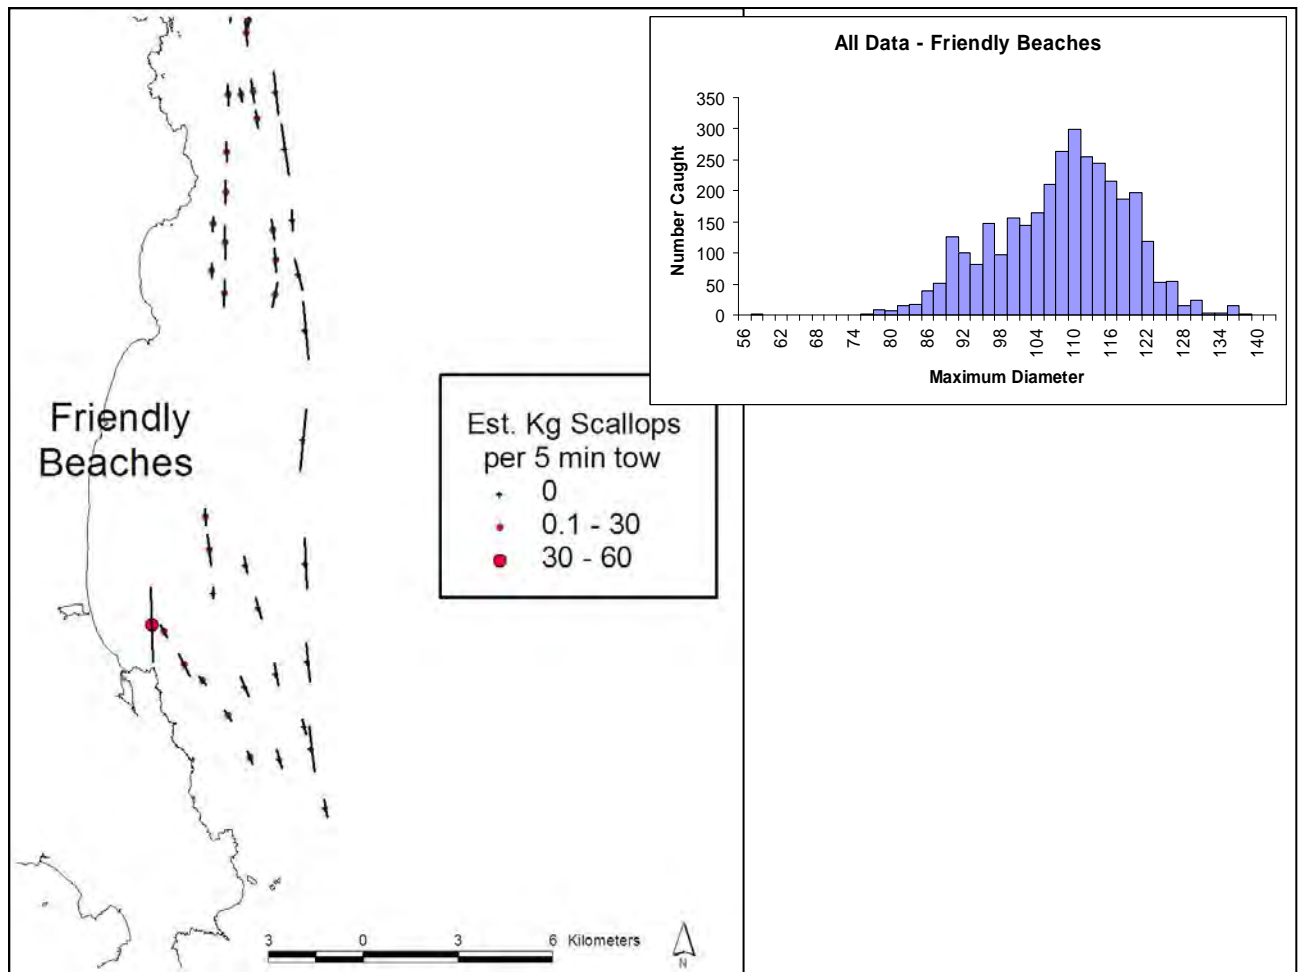 All Data - Friendly Beaches
Number Caught
350
300
250
200
150
100
50
0
56 62 68 74 80 86 92 98 104 110 116 122 128 134 140
Maximum Diameter
Friendly
Beaches
Est. Kg Scallops
per 5 min tow
0
0.1 - 30
30 - 60
3 0 3 6 Kilometers
N